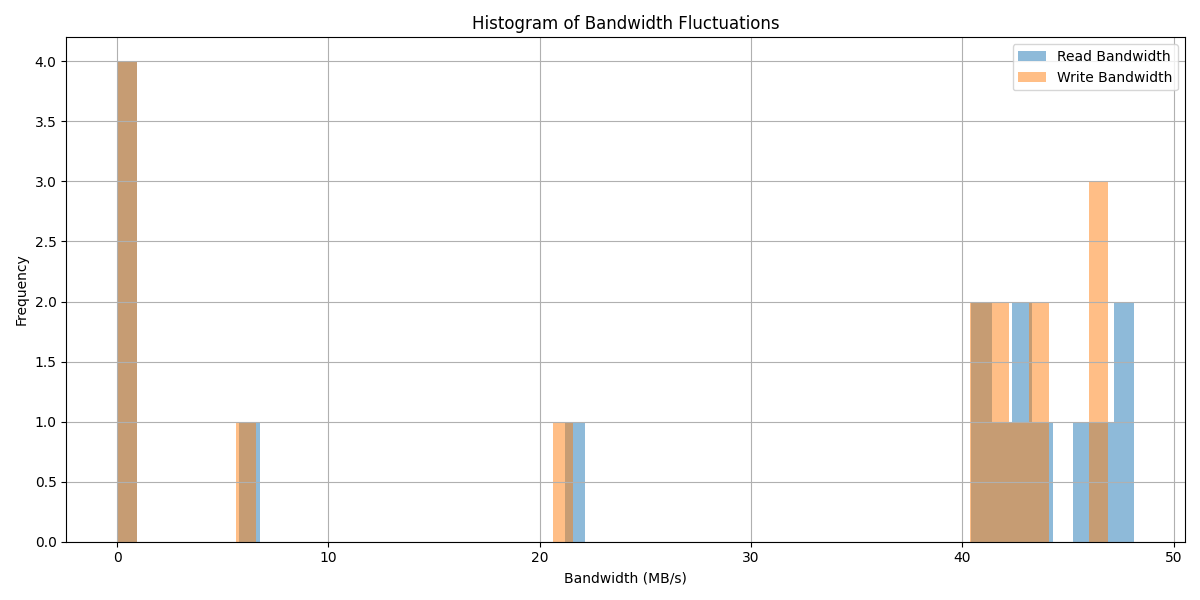 Histogram of Bandwidth Fluctuations
Read Bandwidth
Write Bandwidth
4.0
3.5
3.0
2.5
2.0
1.5
1.0
0.5
0.0
Frequency
0 10 20 30 40 50
Bandwidth (MB/s)